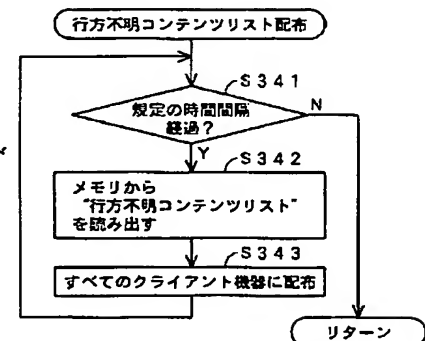 行方不明コンテンツリスト配布
S341
規定の時間間隔
経過？
N
Y
S342
メモリから
"行方不明コンテンツリスト"
を読み出す
S343
すべてのクライアント機器に配布
リターン